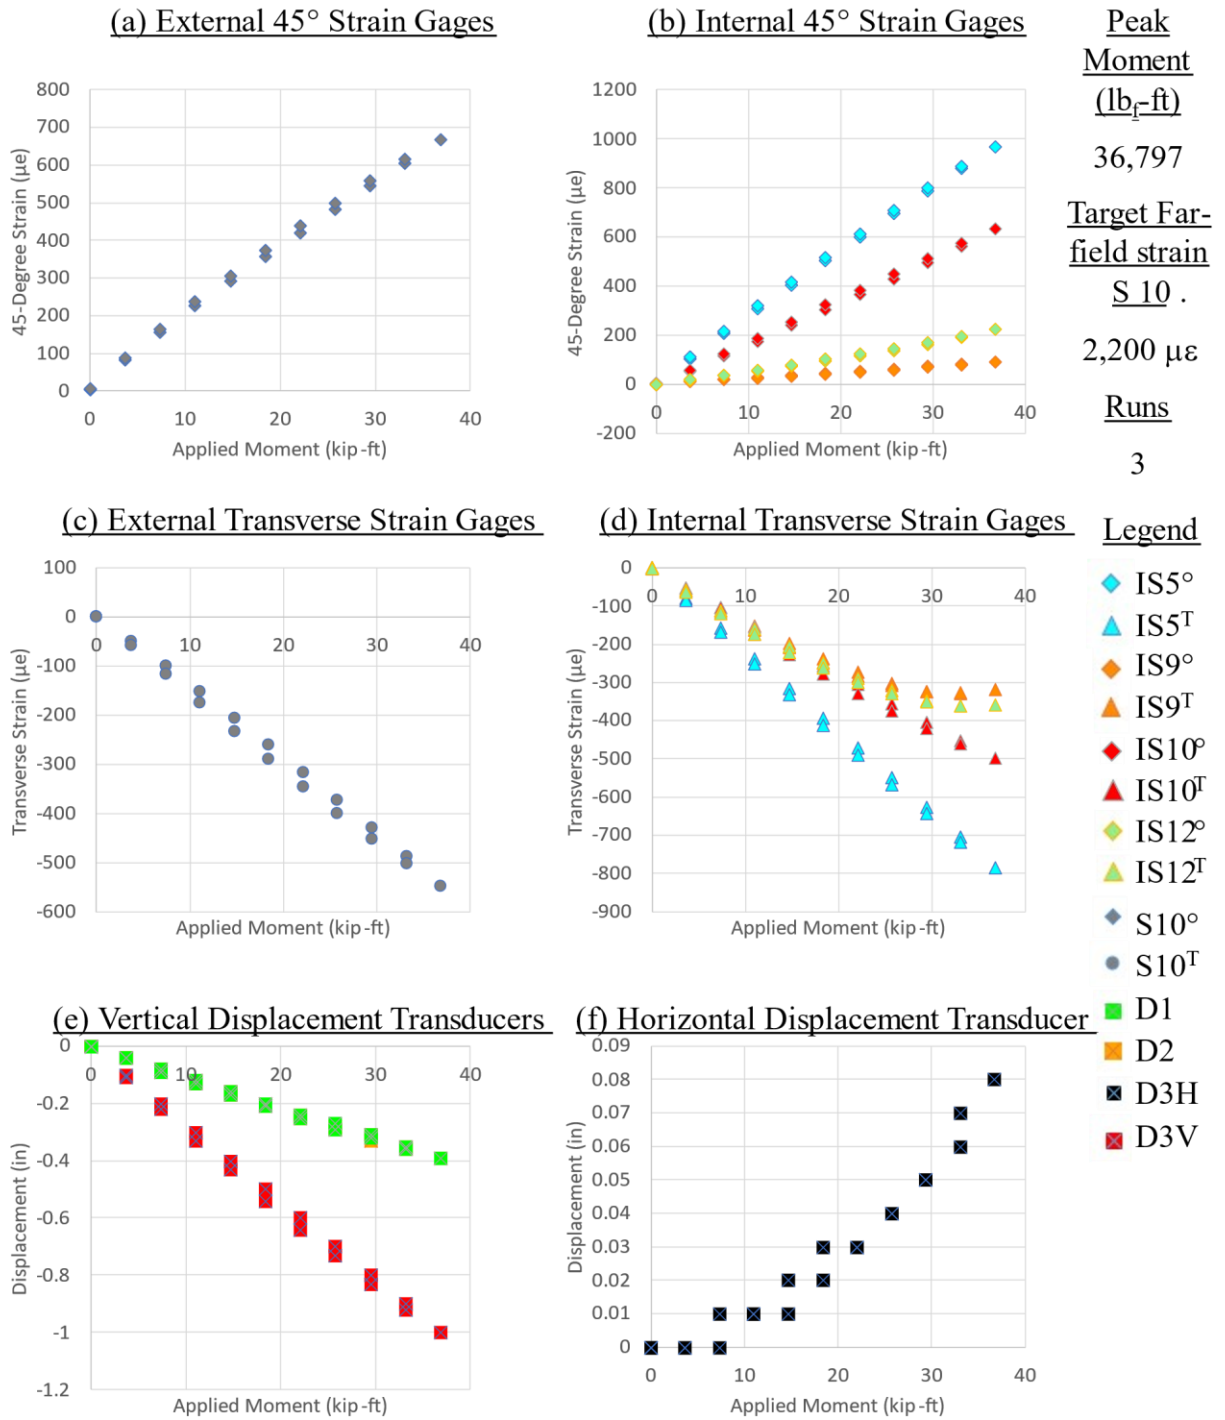 (a) External 45° Strain Gages
800
700
600
500
400
300
200
100
0
0 10 20 30 40
45-Degree Strain (µe)
Applied Moment (kip-ft)
(b) Internal 45° Strain Gages
1200
1000
800
600
400
200
0
-200
0 10 20 30 40
45-Degree Strain (µe)
Applied Moment (kip-ft)
Peak
Moment
(lbf-ft)
36,797
Target Far-
field strain
S 10 .
2,200 µε
Runs
3
(c) External Transverse Strain Gages
100
0
-100
-200
-300
-400
-500
-600
0 10 20 30 40
Transverse Strain (µe)
Applied Moment (kip-ft)
(d) Internal Transverse Strain Gages
0
-100
-200
-300
-400
-500
-600
-700
-800
-900
0 10 20 30 40
Transverse Strain (µe)
Applied Moment (kip-ft)
Legend
IS5°
IS5ᵀ
IS9°
IS9ᵀ
IS10°
IS10ᵀ
IS12°
IS12ᵀ
S10°
S10ᵀ
D1
D2
D3H
D3V
(e) Vertical Displacement Transducers
0
-0.2
-0.4
-0.6
-0.8
-1
-1.2
0 10 20 30 40
Displacement (in)
Applied Moment (kip-ft)
(f) Horizontal Displacement Transducer
0.09
0.08
0.07
0.06
0.05
0.04
0.03
0.02
0.01
0
0 10 20 30 40
Displacement (in)
Applied Moment (kip-ft)